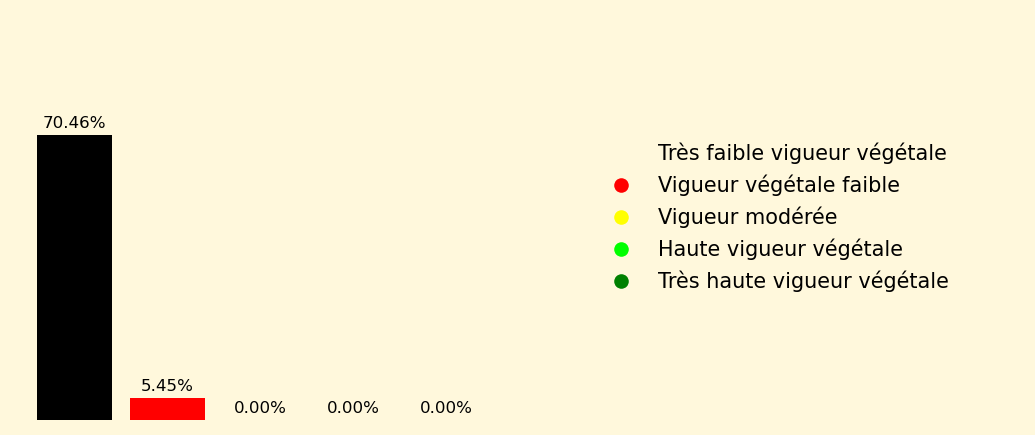 70.46%
5.45%
0.00%
0.00%
0.00%
Très faible vigueur végétale
Vigueur végétale faible
Vigueur modérée
Haute vigueur végétale
Très haute vigueur végétale